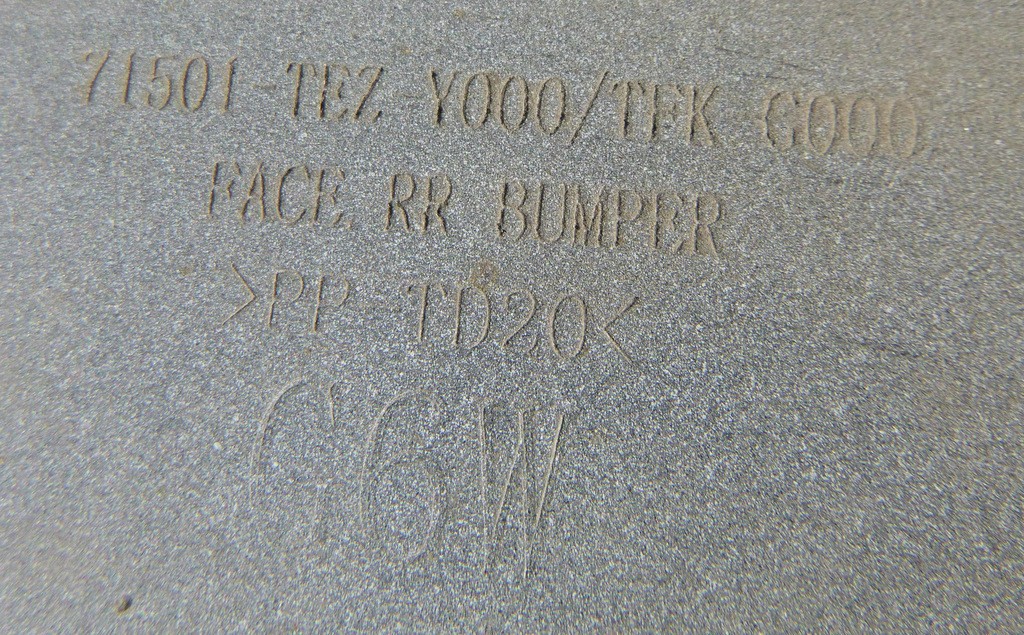 71501 TEZ Y000/TFK G000
FACE RR BUMPER
>PP TD20<
G6W